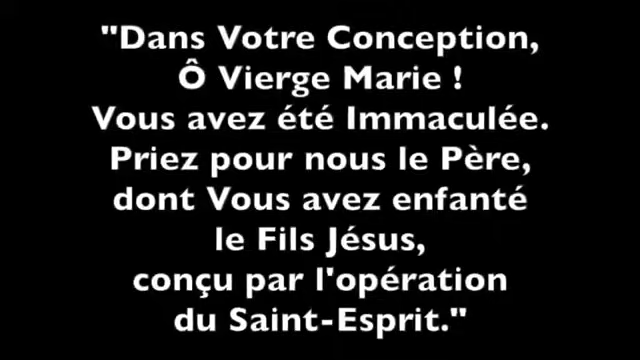 "Dans Votre Conception,
Ô Vierge Marie !
Vous avez été Immaculée.
Priez pour nous le Père,
dont Vous avez enfanté
le Fils Jésus,
conçu par l'opération
du Saint-Esprit."